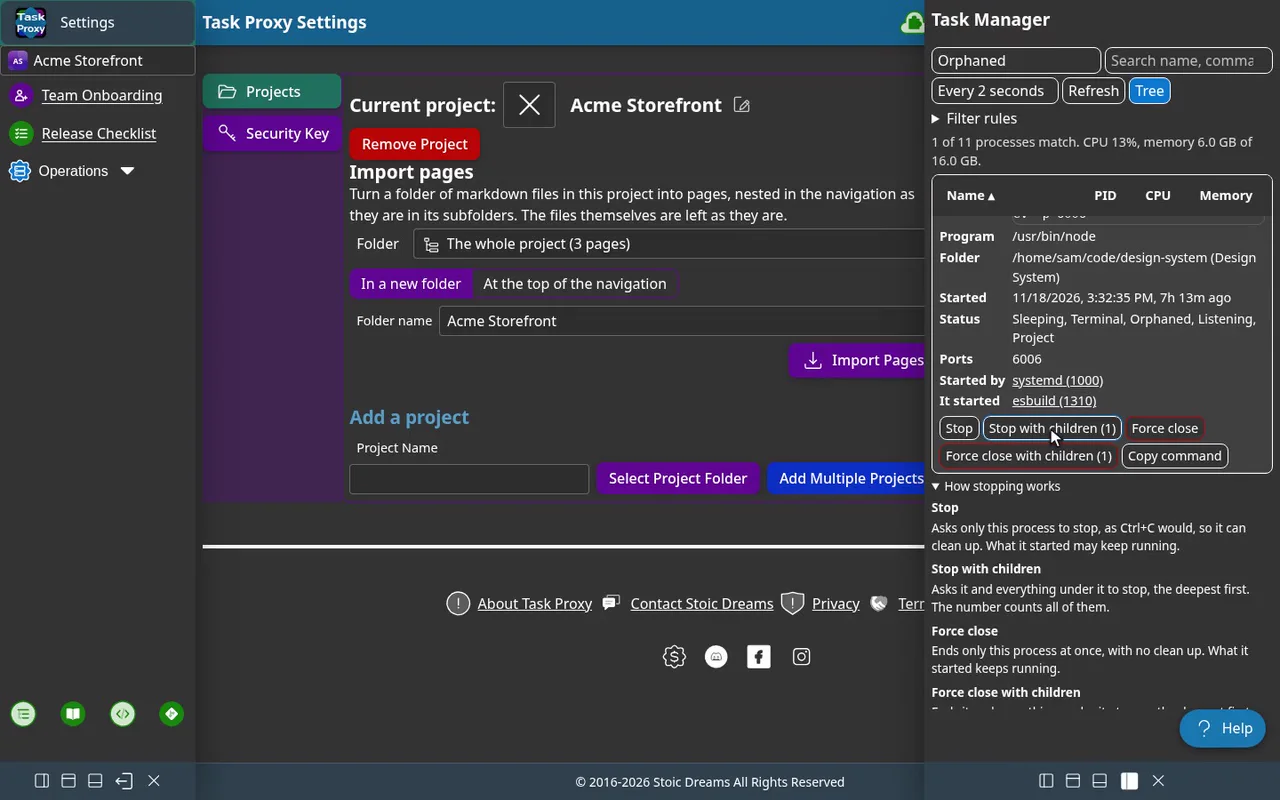 Task Proxy
Settings
AS
Acme Storefront
Team Onboarding
Release Checklist
Operations
Task Proxy Settings
Projects
Security Key
Current project:
Acme Storefront
Remove Project
Import pages
Turn a folder of markdown files in this project into pages, nested in the navigation as
they are in its subfolders. The files themselves are left as they are.
Folder
The whole project (3 pages)
In a new folder
At the top of the navigation
Folder name
Acme Storefront
Import Pages
Add a project
Project Name
Select Project Folder
Add Multiple Projects
About Task Proxy
Contact Stoic Dreams
Privacy
© 2016-2026 Stoic Dreams All Rights Reserved
Task Manager
Orphaned
Search name, comma
Every 2 seconds
Refresh
Tree
Filter rules
1 of 11 processes match. CPU 13%, memory 6.0 GB of
16.0 GB.
Name
PID
CPU
Memory
Program
/usr/bin/node
Folder
/home/sam/code/design-system (Design
System)
Started
11/18/2026, 3:32:35 PM, 7h 13m ago
Status
Sleeping, Terminal, Orphaned, Listening,
Project
Ports
6006
Started by
systemd (1000)
It started
esbuild (1310)
Stop
Stop with children (1)
Force close
Force close with children (1)
Copy command
How stopping works
Stop
Asks only this process to stop, as Ctrl+C would, so it can
clean up. What it started may keep running.
Stop with children
Asks it and everything under it to stop, the deepest first.
The number counts all of them.
Force close
Ends only this process at once, with no clean up. What it
started keeps running.
Force close with children
Help